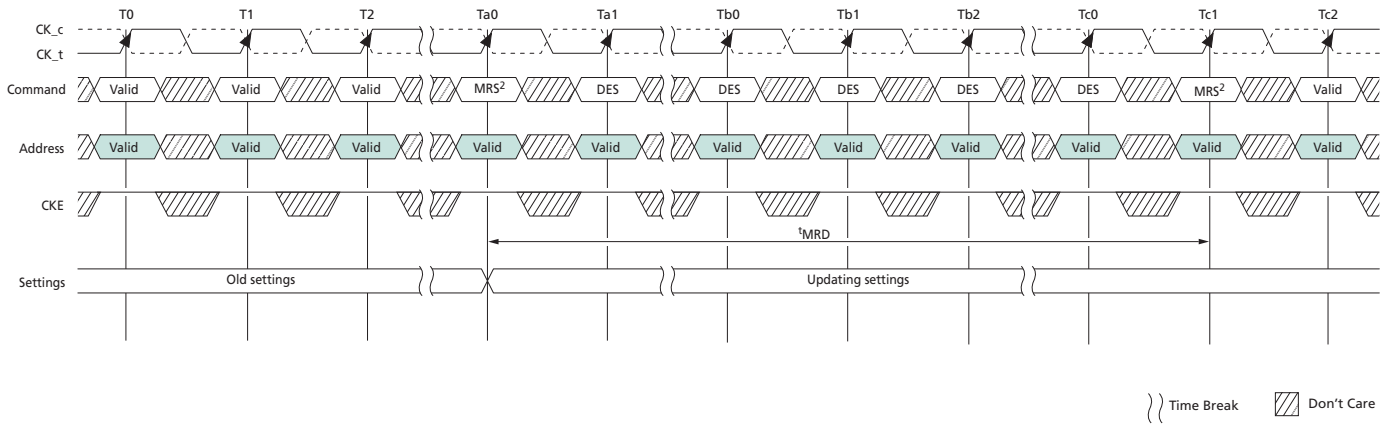 T0 T1 T2 Ta0 Ta1 Tb0 Tb1 Tb2 Tc0 Tc1 Tc2
CK_c
CK_t
Command Valid Valid Valid MRS² DES DES DES DES DES MRS² Valid
Address Valid Valid Valid Valid Valid Valid Valid Valid Valid Valid Valid
CKE
ᵗMRD
Settings Old settings Updating settings
Time Break Don't Care